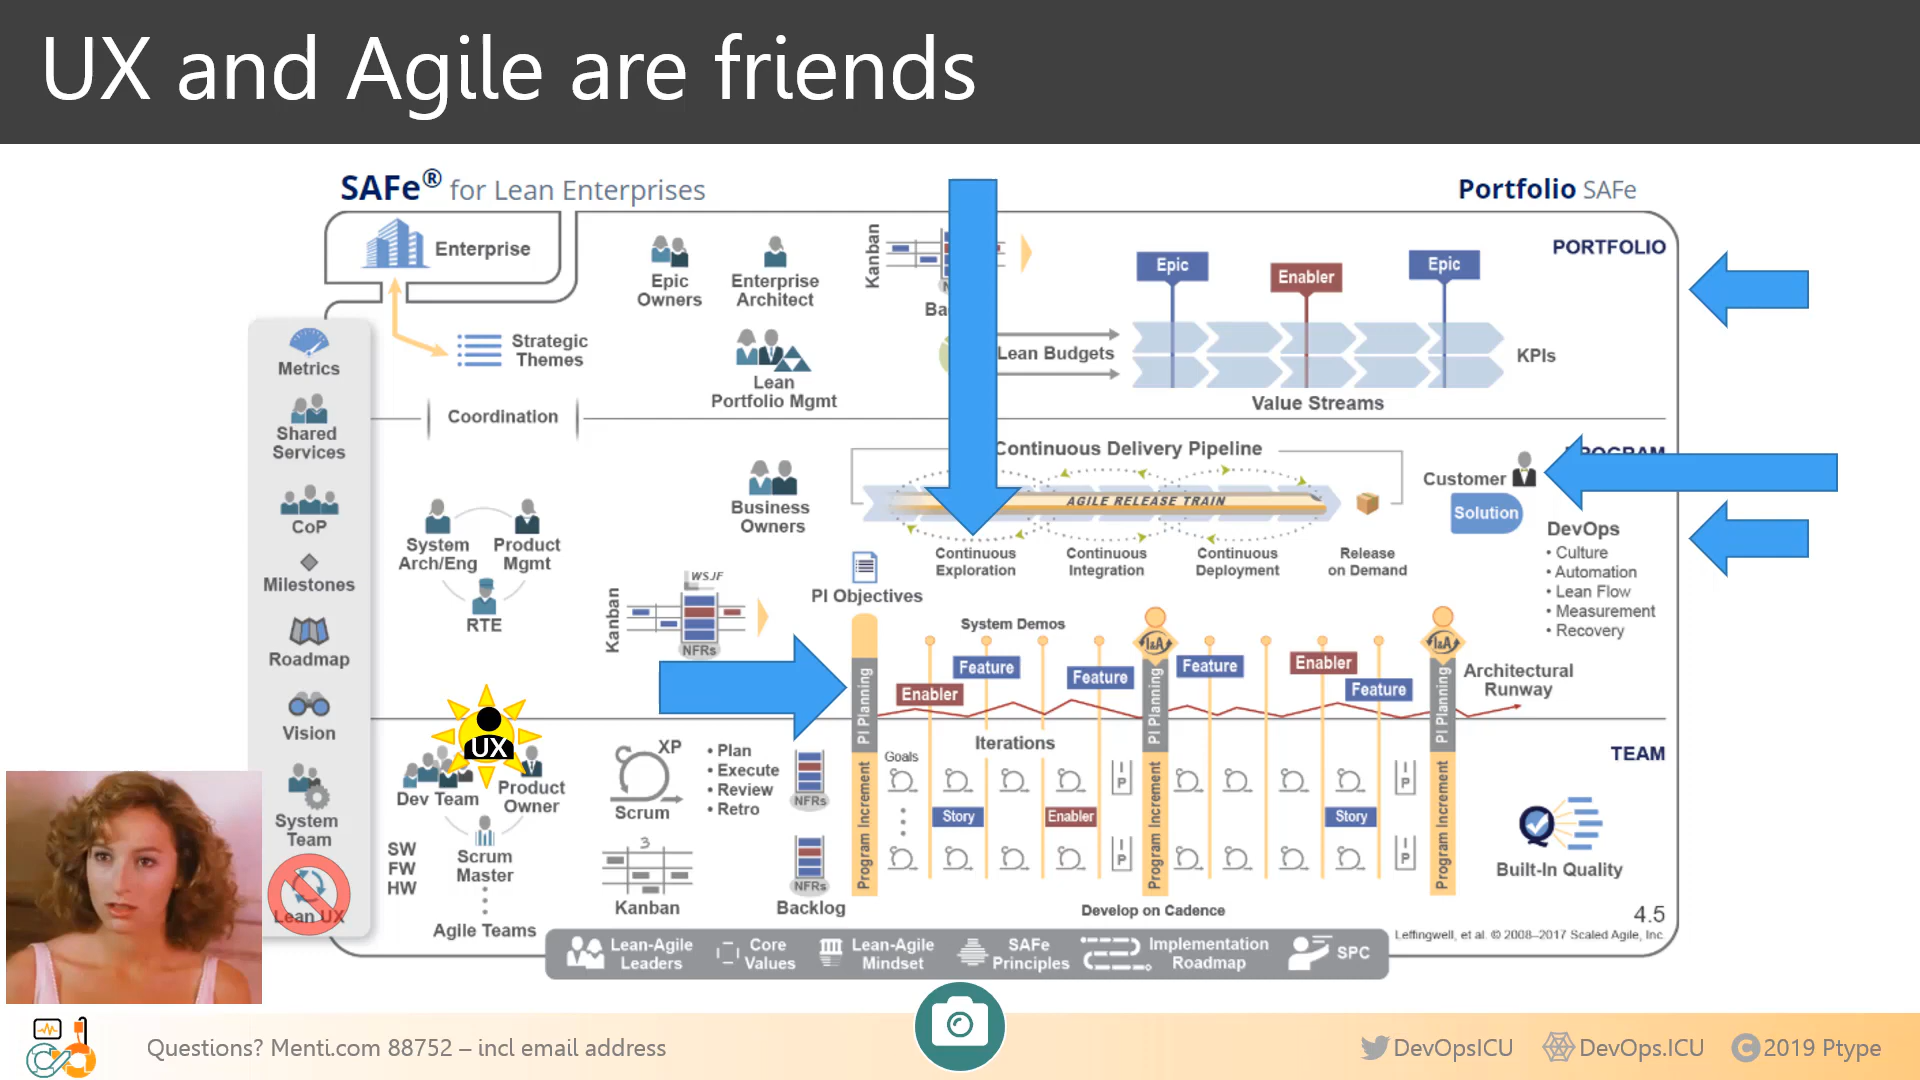 UX and Agile are friends
SAFe® for Lean Enterprises
Portfolio SAFe
Enterprise
Epic
Owners
Enterprise
Architect
Kanban
Ba
Epic
Enabler
Epic
PORTFOLIO
Strategic
Themes
Lean
Portfolio Mgmt
Lean Budgets
KPIs
Value Streams
Metrics
Shared
Services
CoP
Milestones
Roadmap
Vision
System
Team
Lean UX
Coordination
Business
Owners
Continuous Delivery Pipeline
AGILE RELEASE TRAIN
Customer
Solution
PROGRAM
System
Arch/Eng
Product
Mgmt
RTE
Continuous
Exploration
Continuous
Integration
Continuous
Deployment
Release
on Demand
DevOps
• Culture
• Automation
• Lean Flow
• Measurement
• Recovery
Kanban
WSJF
NFRs
PI Objectives
System Demos
Enabler
Feature
Feature
Feature
Enabler
Feature
Architectural
Runway
PI Planning
PI Planning
PI Planning
UX
Dev Team
Product
Owner
Scrum
Master
SW
FW
HW
Agile Teams
XP
Scrum
3
Kanban
• Plan
• Execute
• Review
• Retro
NFRs
NFRs
Backlog
Iterations
Goals
Story
Enabler
Story
I
P
I
P
I
P
I
P
I&A
I&A
Program Increment
Program Increment
Program Increment
Develop on Cadence
TEAM
Built-In Quality
4.5
Leffingwell, et al. © 2008–2017 Scaled Agile, Inc.
Lean-Agile
Leaders
Core
Values
Lean-Agile
Mindset
SAFe
Principles
Implementation
Roadmap
SPC
Questions? Menti.com 88752 – incl email address
DevOpsICU
DevOps.ICU
© 2019 Ptype